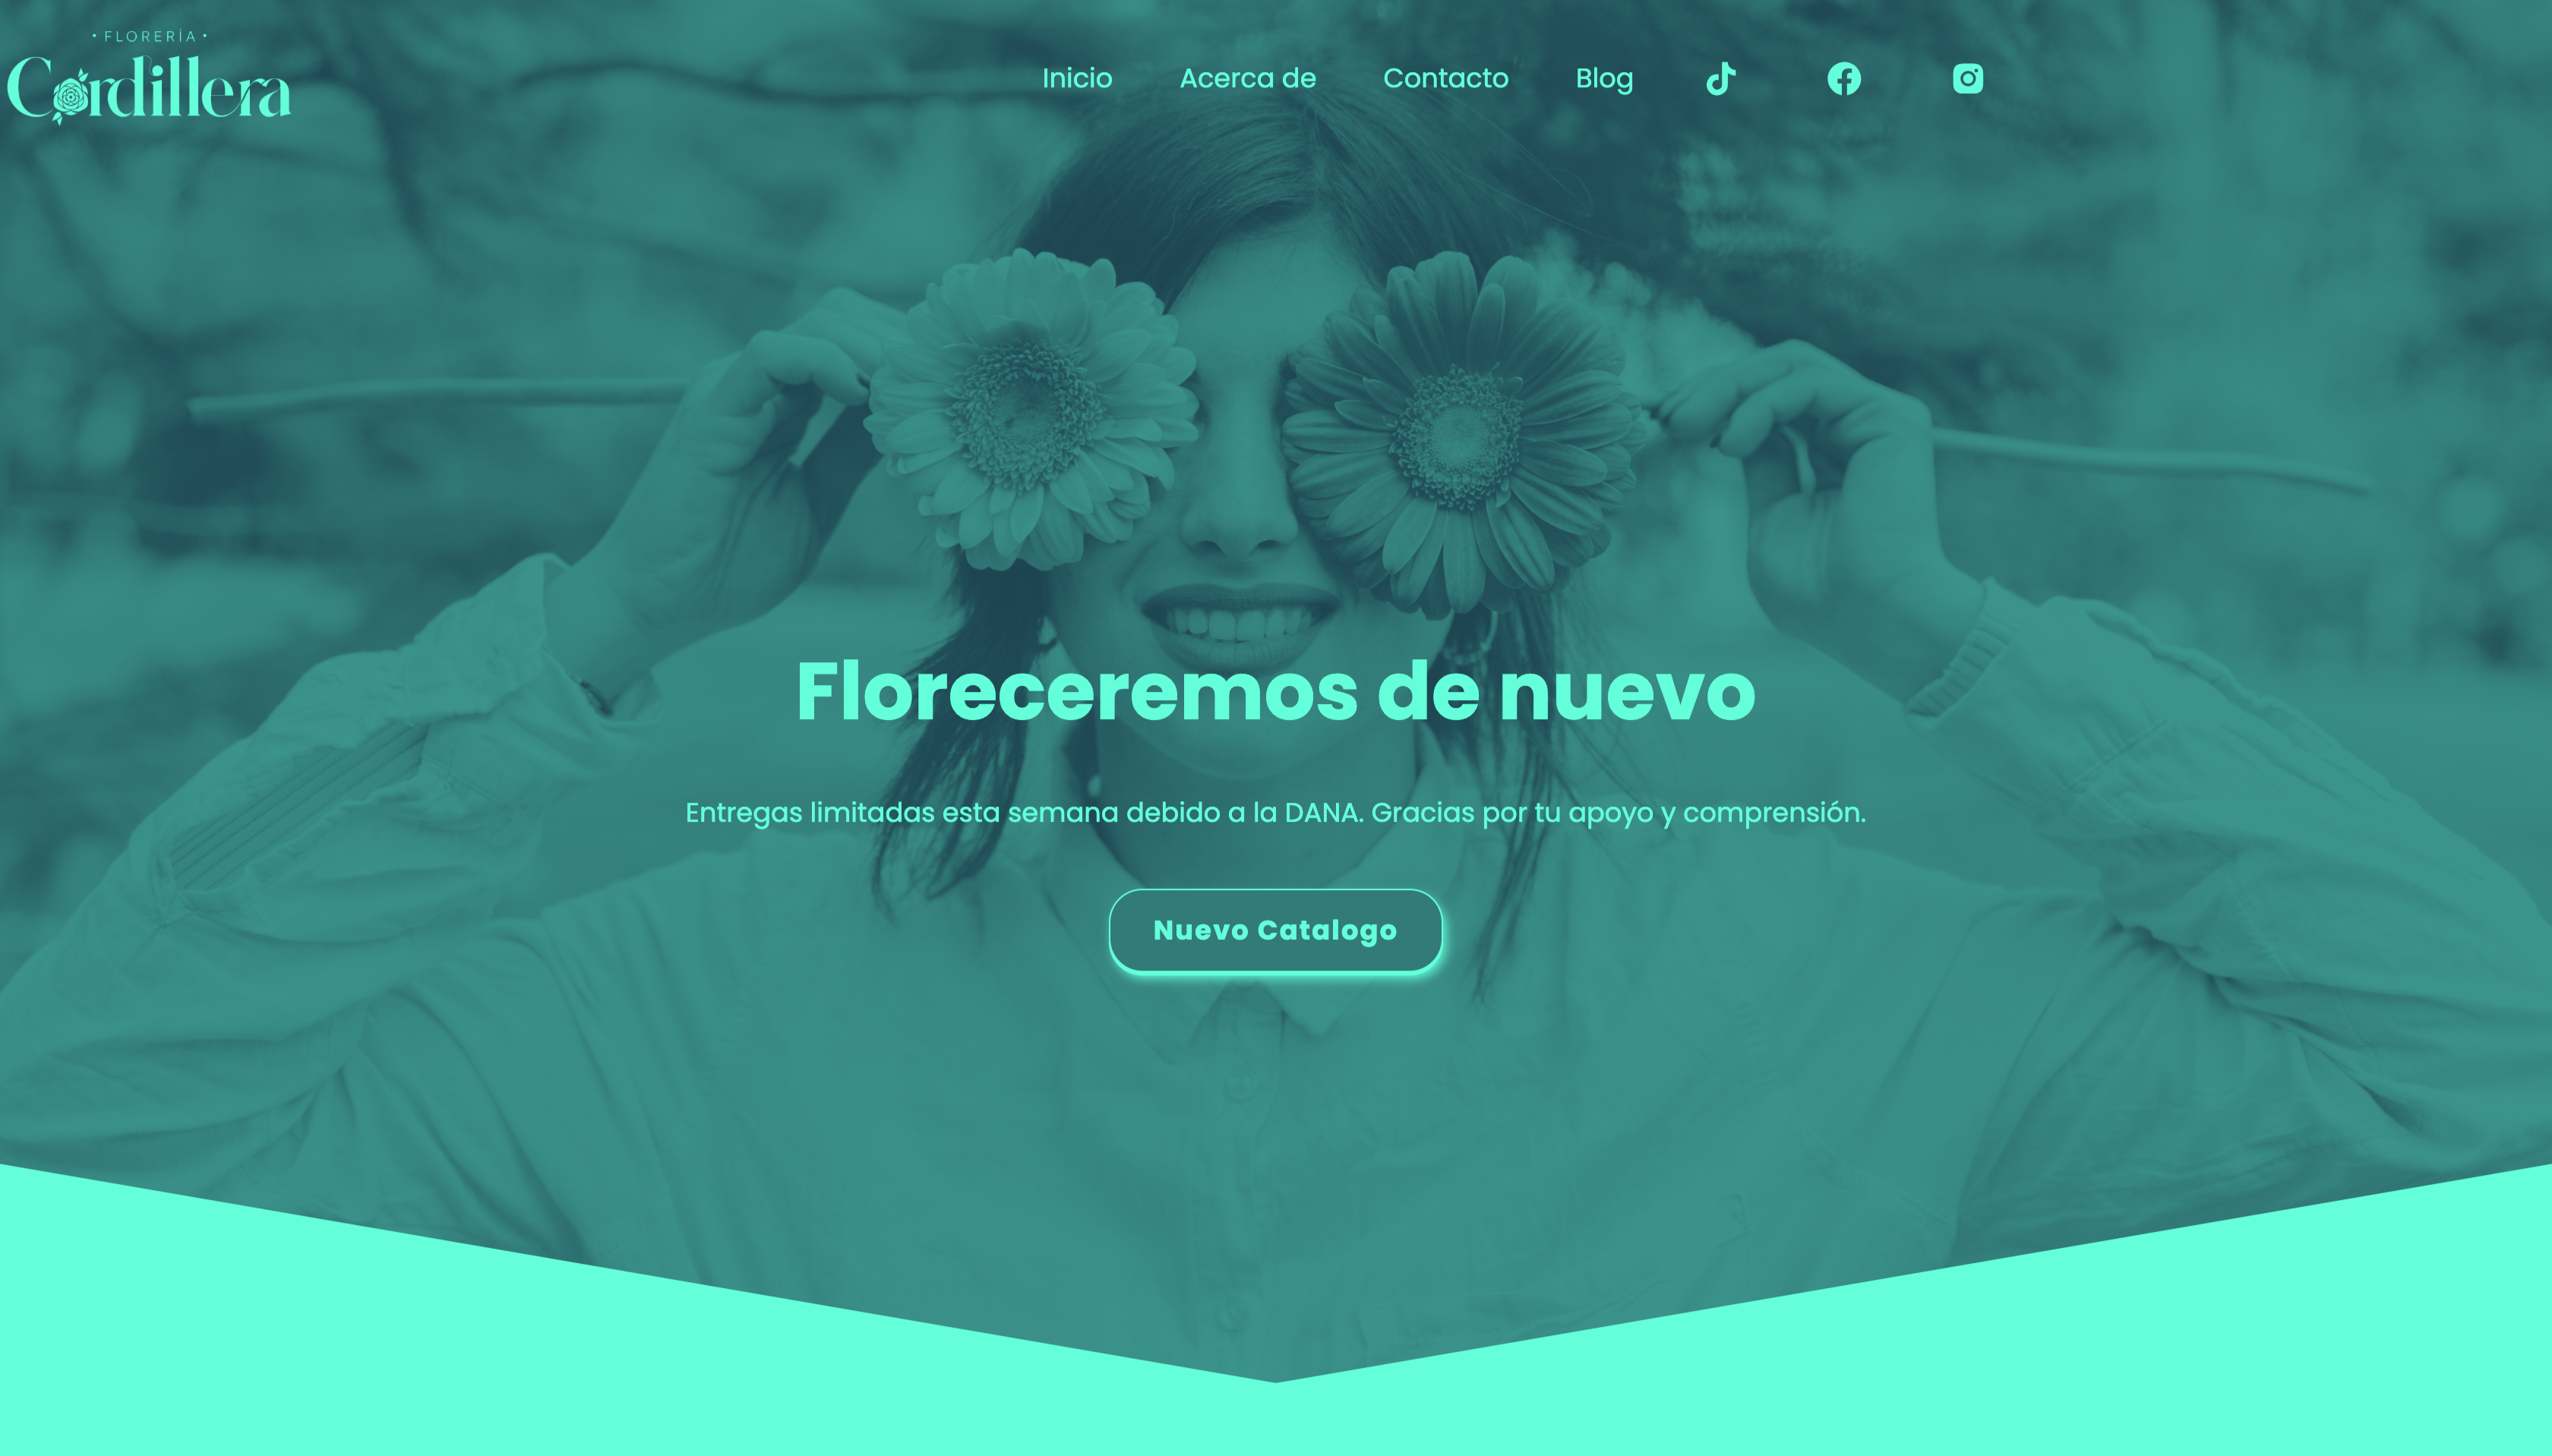 • FLORERÍA •
Cordillera
Inicio Acerca de Contacto Blog
Floreceremos de nuevo
Entregas limitadas esta semana debido a la DANA. Gracias por tu apoyo y comprensión.
Nuevo Catalogo